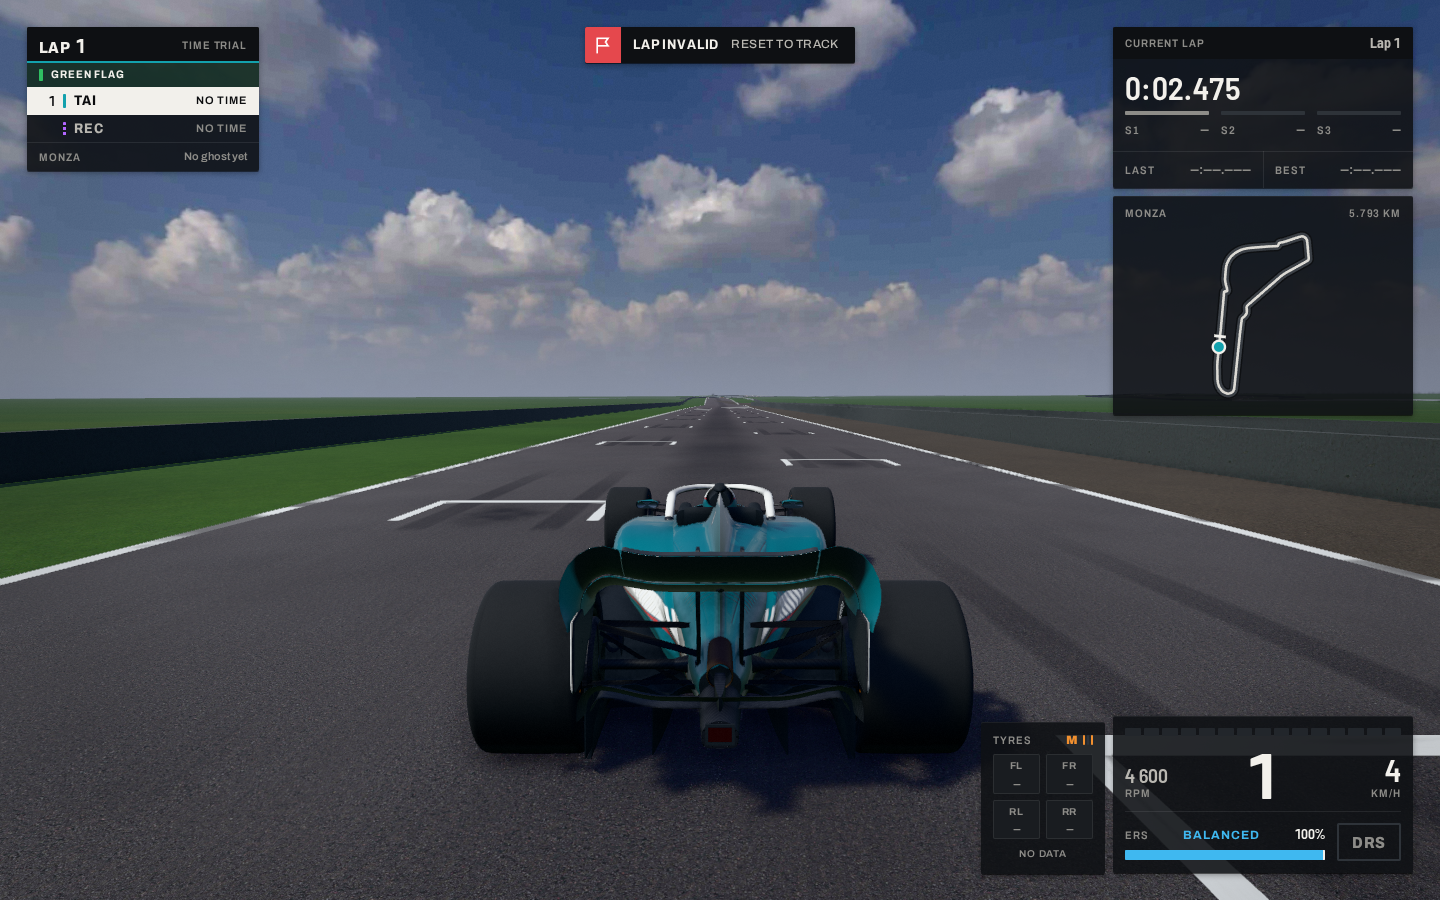 LAP 1 TIME TRIAL
GREEN FLAG
1 TAI NO TIME
REC NO TIME
MONZA No ghost yet
LAP INVALID RESET TO TRACK
CURRENT LAP Lap 1
0:02.475
S1 – S2 – S3 –
LAST –:––.––– BEST –:––.–––
MONZA 5.793 KM
TYRES M
FL FR
– –
RL RR
– –
NO DATA
4 600 1 4
RPM KM/H
ERS BALANCED 100% DRS